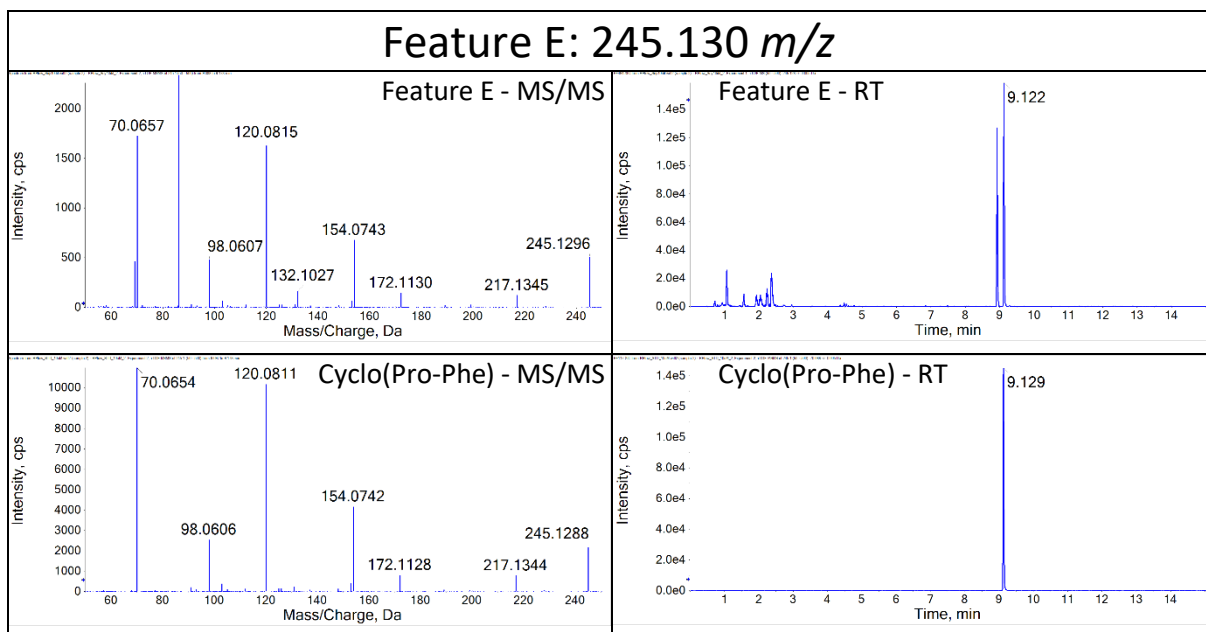 Feature E: 245.130 m/z
Feature E - MS/MS
Intensity, cps
2000
1500
1000
500
0
70.0657
120.0815
98.0607
132.1027
154.0743
172.1130
217.1345
245.1296
60 80 100 120 140 160 180 200 220 240
Mass/Charge, Da
Feature E - RT
Intensity, cps
1.4e5
1.2e5
1.0e5
8.0e4
6.0e4
4.0e4
2.0e4
0.0e0
9.122
1 2 3 4 5 6 7 8 9 10 11 12 13 14
Time, min
Cyclo(Pro-Phe) - MS/MS
Intensity, cps
10000
9000
8000
7000
6000
5000
4000
3000
2000
1000
0
70.0654
120.0811
98.0606
154.0742
172.1128
217.1344
245.1288
60 80 100 120 140 160 180 200 220 240
Mass/Charge, Da
Cyclo(Pro-Phe) - RT
Intensity, cps
1.4e5
1.2e5
1.0e5
8.0e4
6.0e4
4.0e4
2.0e4
0.0e0
9.129
1 2 3 4 5 6 7 8 9 10 11 12 13 14
Time, min